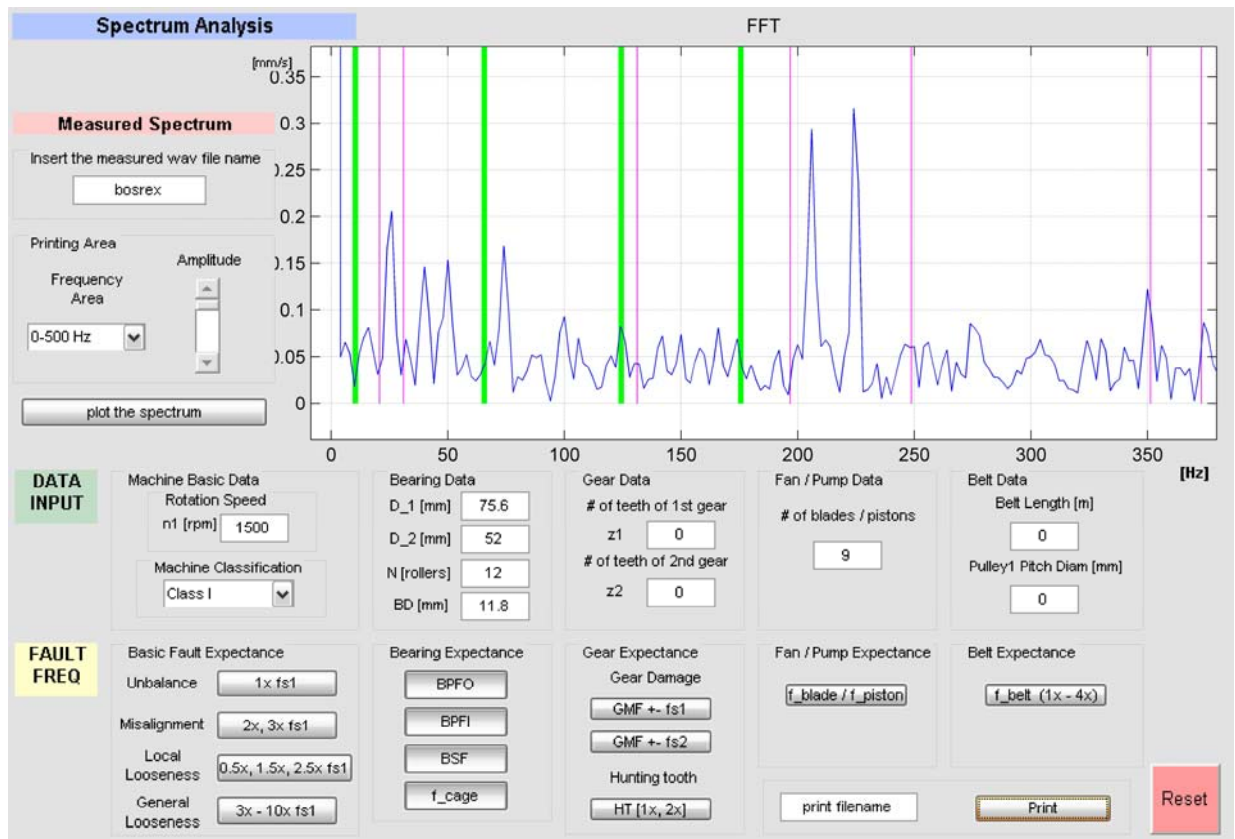 Spectrum Analysis
FFT
[mm/s]
0.35
0.3
0.25
0.2
0.15
0.1
0.05
0
0 50 100 150 200 250 300 350
[Hz]
Measured Spectrum
Insert the measured wav file name
bosrex
Printing Area
Frequency
Area
Amplitude
0-500 Hz
plot the spectrum
DATA
INPUT
Machine Basic Data
Rotation Speed
n1 [rpm] 1500
Machine Classification
Class I
Bearing Data
D_1 [mm] 75.6
D_2 [mm] 52
N [rollers] 12
BD [mm] 11.8
Gear Data
# of teeth of 1st gear
z1 0
# of teeth of 2nd gear
z2 0
Fan / Pump Data
# of blades / pistons
9
Belt Data
Belt Length [m]
0
Pulley1 Pitch Diam [mm]
0
FAULT
FREQ
Basic Fault Expectance
Unbalance 1x fs1
Misalignment 2x, 3x fs1
Local
Looseness
0.5x, 1.5x, 2.5x fs1
General
Looseness
3x - 10x fs1
Bearing Expectance
BPFO
BPFI
BSF
f_cage
Gear Expectance
Gear Damage
GMF +- fs1
GMF +- fs2
Hunting tooth
HT [1x, 2x]
Fan / Pump Expectance
f_blade / f_piston
Belt Expectance
f_belt (1x - 4x)
print filename
Print
Reset